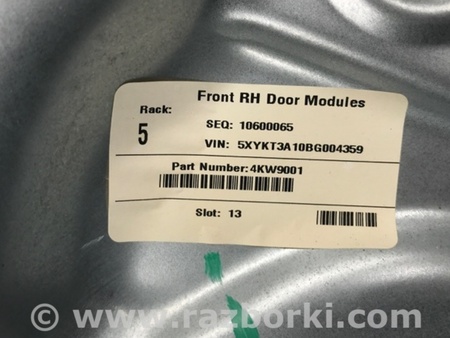 Front RH Door Modules
Rack:
5
SEQ: 10600065
VIN: 5XYKT3A10BG004359
Part Number:4KW9001
Slot: 13
© www.razborki.com